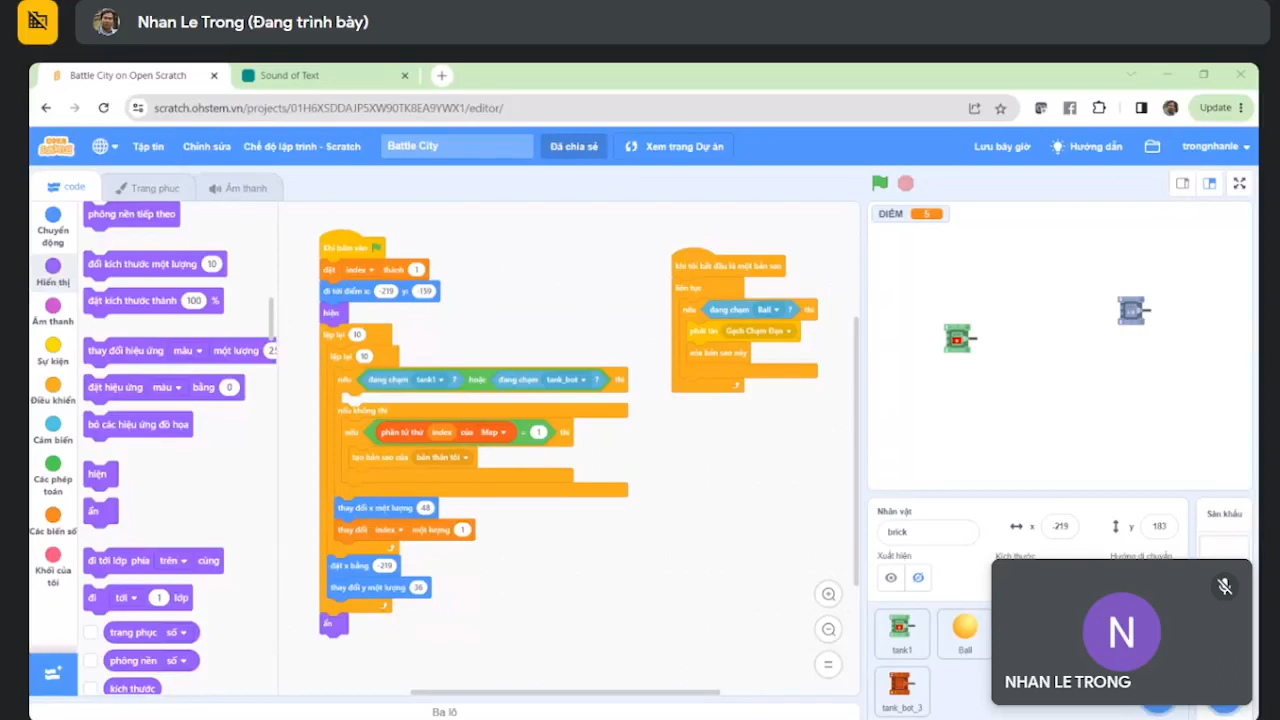 Nhan Le Trong (Đang trình bày)
Battle City on Open Scratch
Sound of Text
scratch.ohstem.vn/projects/01H6XSDDAJP5XW90TK8EA9YWX1/editor/
Update
OPEN
Tập tin
Chỉnh sửa
Chế độ lập trình - Scratch
Battle City
Đã chia sẻ
Xem trang Dự án
Lưu bây giờ
Hướng dẫn
trongnhanle
code
Trang phục
Âm thanh
Chuyển động
Hiển thị
Âm thanh
Sự kiện
Điều khiển
Cảm biến
Các phép toán
Các biến số
Khối của tôi
phông nền tiếp theo
đổi kích thước một lượng 10
đặt kích thước thành 100 %
thay đổi hiệu ứng màu một lượng 25
đặt hiệu ứng màu bằng 0
bỏ các hiệu ứng đồ họa
hiện
ẩn
đi tới lớp phía trên cùng
đi tới 1 lớp
trang phục số
phông nền số
kích thước
Khi bấm vào
đặt index thành 1
đi tới điểm x: -219 y: -159
hiện
lặp lại 10
lặp lại 10
nếu đang chạm tank1 ? hoặc đang chạm tank_bot ? thì
nếu không thì
nếu phần tử thứ index của Map = 1 thì
tạo bản sao của bản thân tôi
thay đổi x một lượng 48
thay đổi index một lượng 1
đặt x bằng -219
thay đổi y một lượng 36
ẩn
khi tôi bắt đầu là một bản sao
liên tục
nếu đang chạm Ball ? thì
phát tin Gạch Chạm Đạn
xóa bản sao này
Ba lô
ĐIỂM 5
Nhân vật
brick
x -219
y 183
Xuất hiện
Kích thước
Hướng di chuyển
Sân khấu
tank1
Ball
tank_bot_3
N
NHAN LE TRONG